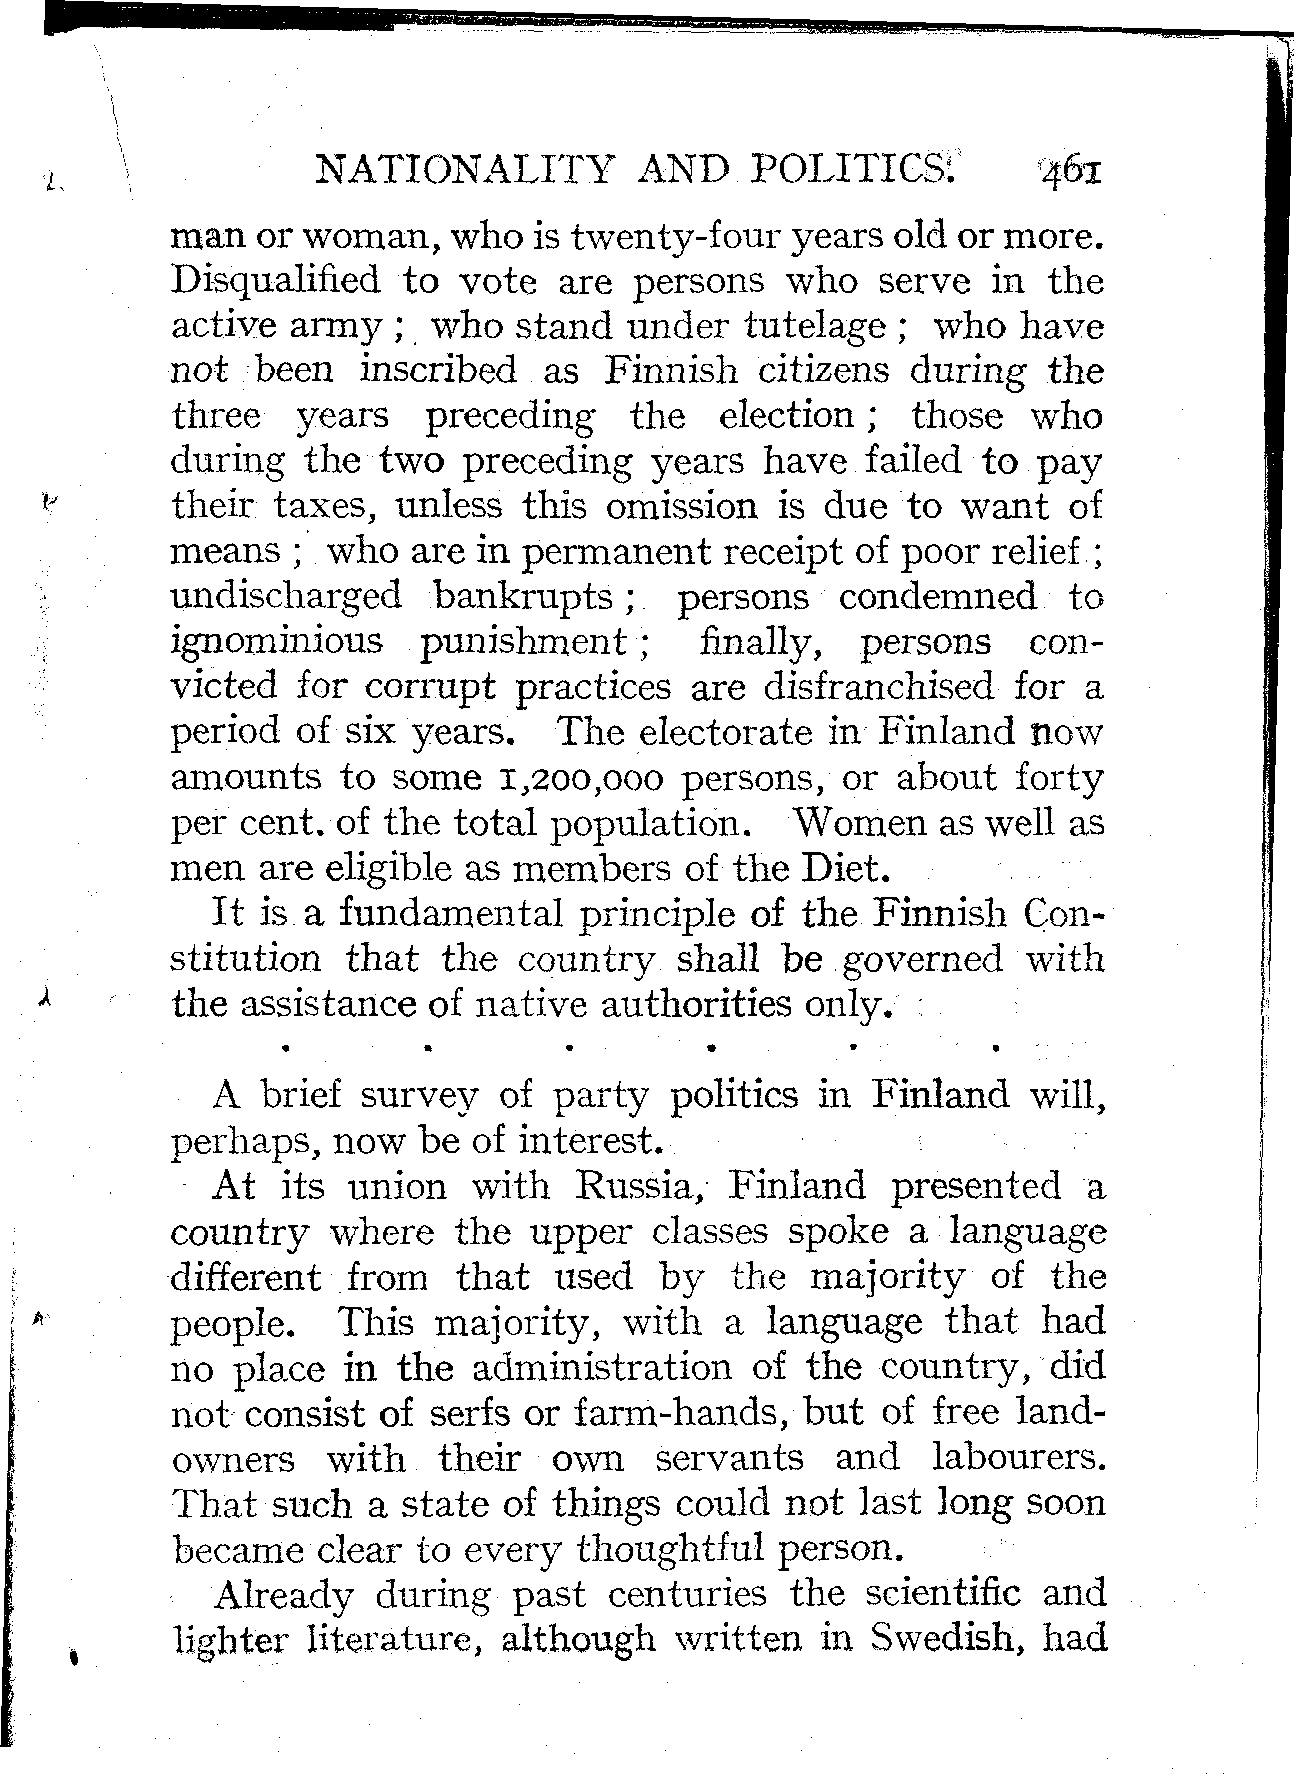 NATIONALITY AND POLITICS. 461
man or woman, who is twenty-four years old or more.
Disqualified to vote are persons who serve in the
active army ; who stand under tutelage ; who have
not been inscribed as Finnish citizens during the
three years preceding the election ; those who
during the two preceding years have failed to pay
their taxes, unless this omission is due to want of
means ; who are in permanent receipt of poor relief ;
undischarged bankrupts ; persons condemned to
ignominious punishment ; finally, persons con-
victed for corrupt practices are disfranchised for a
period of six years. The electorate in Finland now
amounts to some 1,200,000 persons, or about forty
per cent. of the total population. Women as well as
men are eligible as members of the Diet.
It is a fundamental principle of the Finnish Con-
stitution that the country shall be governed with
the assistance of native authorities only.
. . . . . .
A brief survey of party politics in Finland will,
perhaps, now be of interest.
At its union with Russia, Finland presented a
country where the upper classes spoke a language
different from that used by the majority of the
people. This majority, with a language that had
no place in the administration of the country, did
not consist of serfs or farm-hands, but of free land-
owners with their own servants and labourers.
That such a state of things could not last long soon
became clear to every thoughtful person.
Already during past centuries the scientific and
lighter literature, although written in Swedish, had